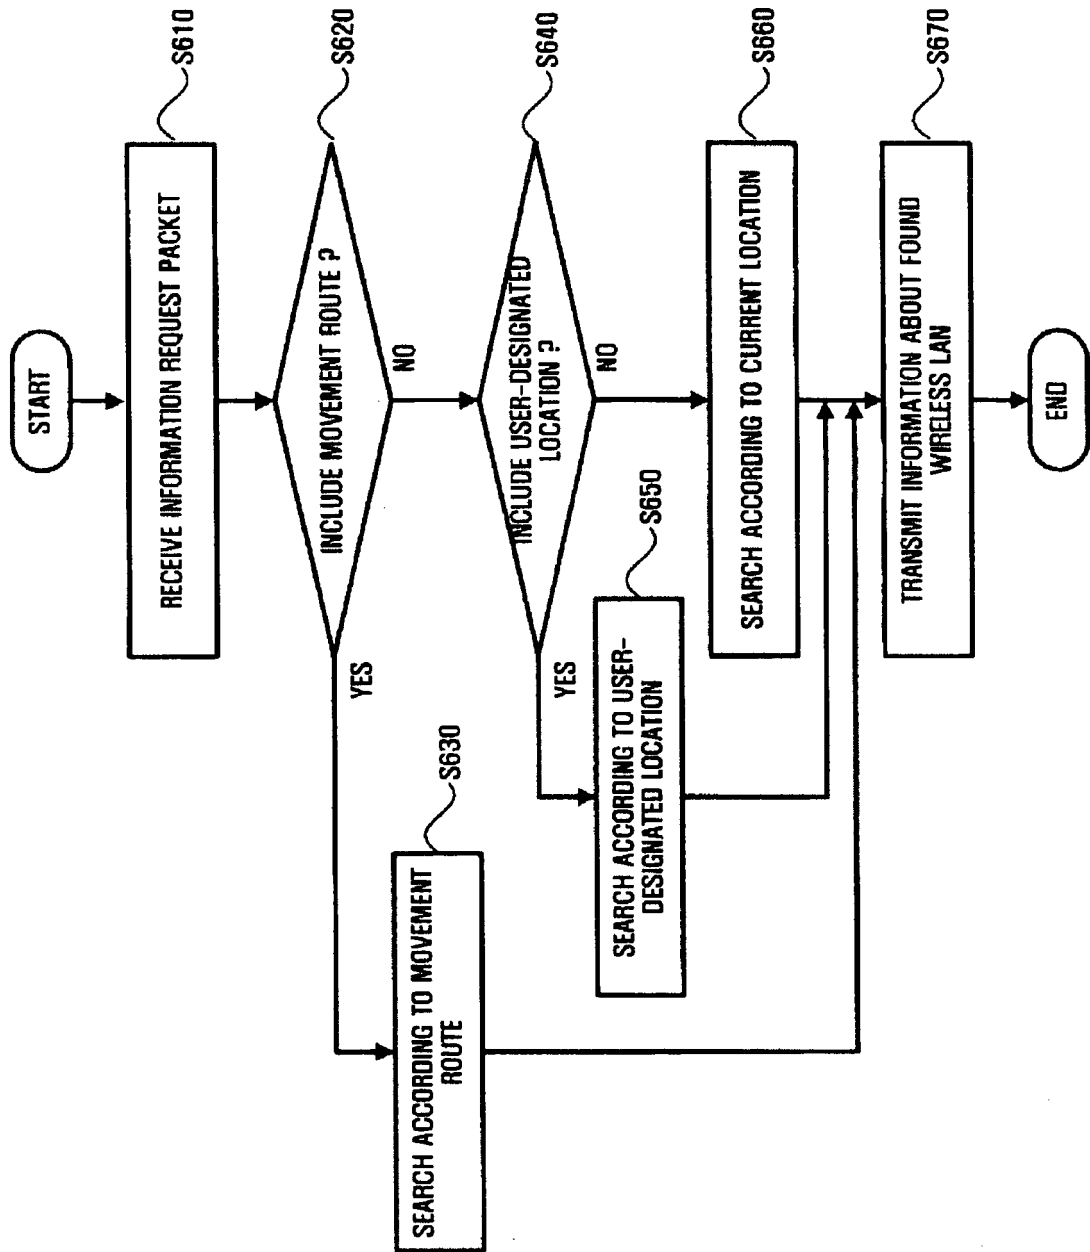 START
RECEIVE INFORMATION REQUEST PACKET
S610
INCLUDE MOVEMENT ROUTE ?
S620
YES
NO
SEARCH ACCORDING TO MOVEMENT
ROUTE
S630
INCLUDE USER-DESIGNATED
LOCATION ?
S640
YES
NO
SEARCH ACCORDING TO USER-
DESIGNATED LOCATION
S650
SEARCH ACCORDING TO CURRENT LOCATION
S660
TRANSMIT INFORMATION ABOUT FOUND
WIRELESS LAN
S670
END